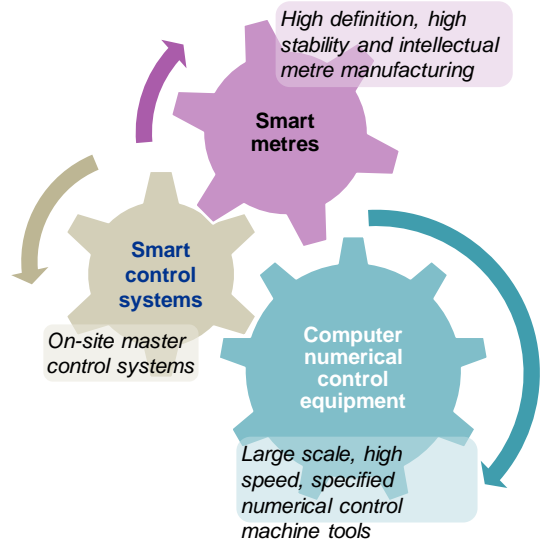 High definition, high
stability and intellectual
metre manufacturing
Smart
metres
Smart
control
systems
On-site master
control systems
Computer
numerical
control
equipment
Large scale, high
speed, specified
numerical control
machine tools